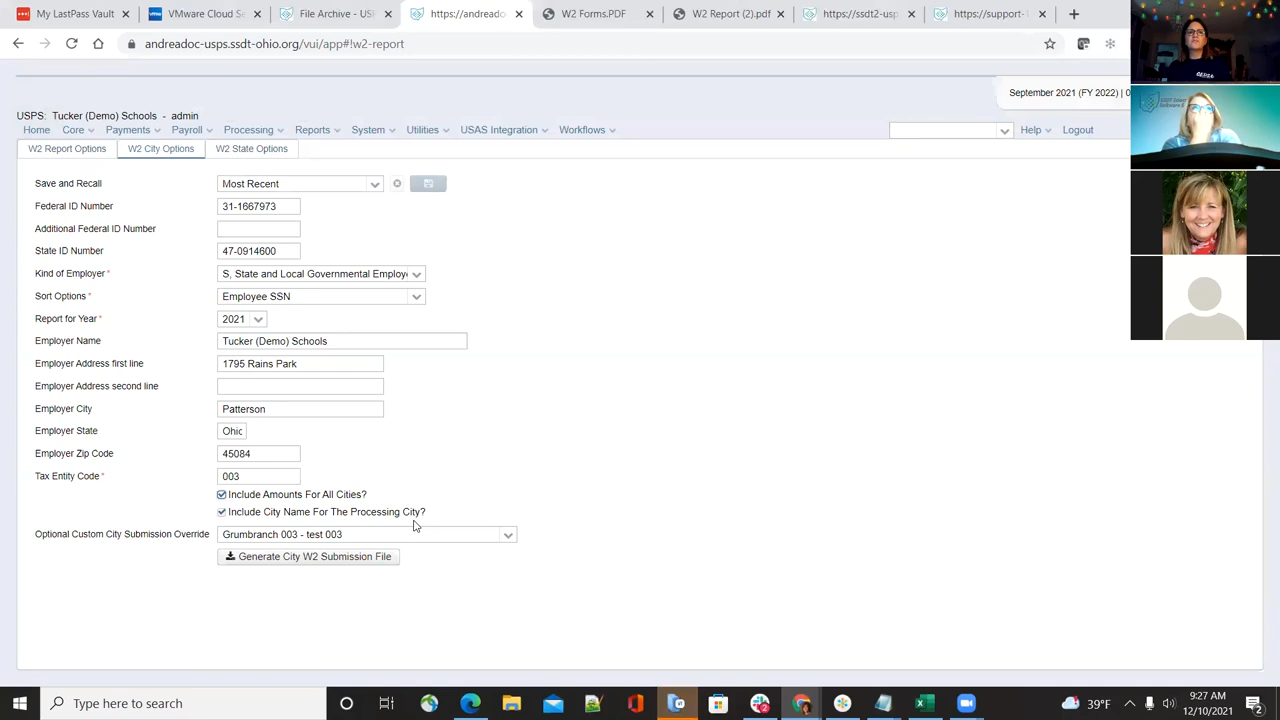 My LastPass Vault
VMware Cloud Se
File Archive - USPS
https://andreado
W2 Forms.PDF
W2 Report (2).pdf
https://ssdt2-usp
https://support-
andreadoc-usps.ssdt-ohio.org/vui/app#!w2-report
September 2021 (FY 2022) | 0
USPS: Tucker (Demo) Schools - admin
Home Core Payments Payroll Processing Reports System Utilities USAS Integration Workflows Help Logout
W2 Report Options W2 City Options W2 State Options
Save and Recall Most Recent
Federal ID Number 31-1667973
Additional Federal ID Number
State ID Number 47-0914600
Kind of Employer* S, State and Local Governmental Employ
Sort Options* Employee SSN
Report for Year* 2021
Employer Name Tucker (Demo) Schools
Employer Address first line 1795 Rains Park
Employer Address second line
Employer City Patterson
Employer State Ohio
Employer Zip Code 45084
Tax Entity Code* 003
Include Amounts For All Cities?
Include City Name For The Processing City?
Optional Custom City Submission Override Grumbranch 003 - test 003
Generate City W2 Submission File
Type here to search
39°F
9:27 AM
12/10/2021
2